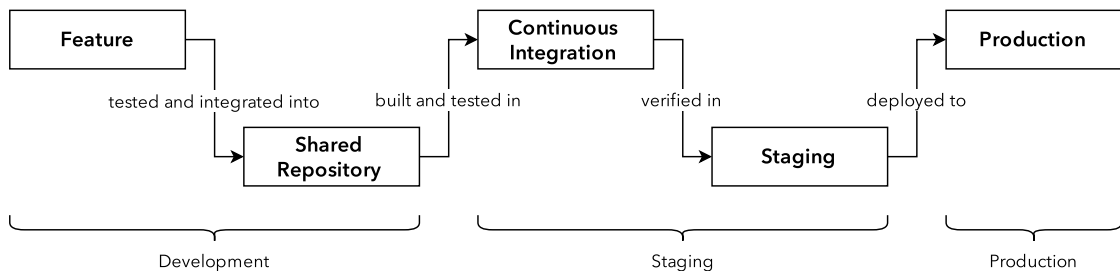 Feature
Continuous
Integration
Production
tested and integrated into
built and tested in
verified in
deployed to
Shared
Repository
Staging
Development
Staging
Production